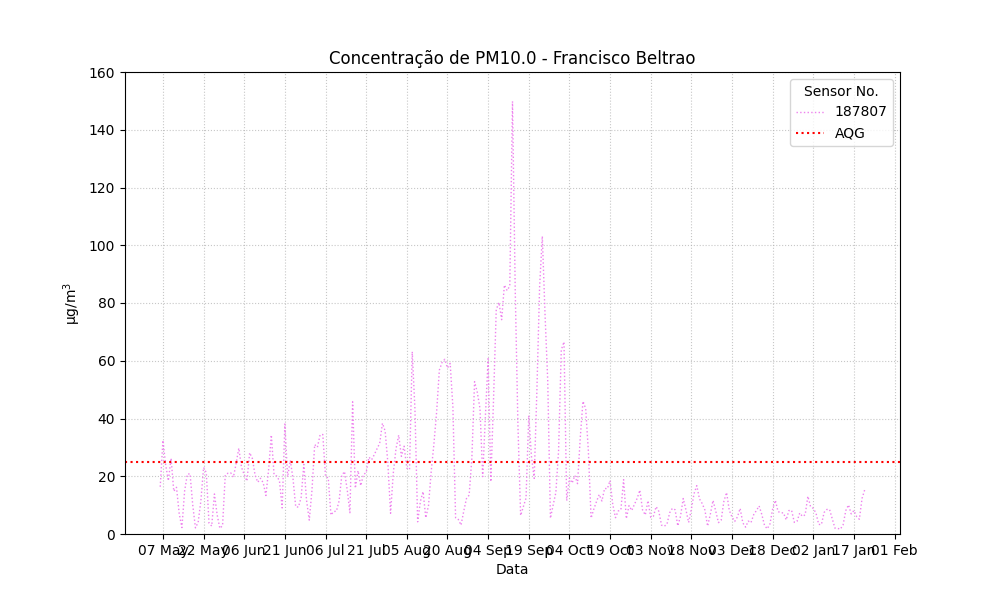 Concentração de PM10.0 - Francisco Beltrao
Sensor No.
187807
AQG
µg/m³
160
140
120
100
80
60
40
20
0
07 May 22 May 06 Jun 21 Jun 06 Jul 21 Jul 05 Aug 20 Aug 04 Sep 19 Sep 04 Oct 19 Oct 03 Nov 18 Nov 03 Dec 18 Dec 02 Jan 17 Jan 01 Feb
Data